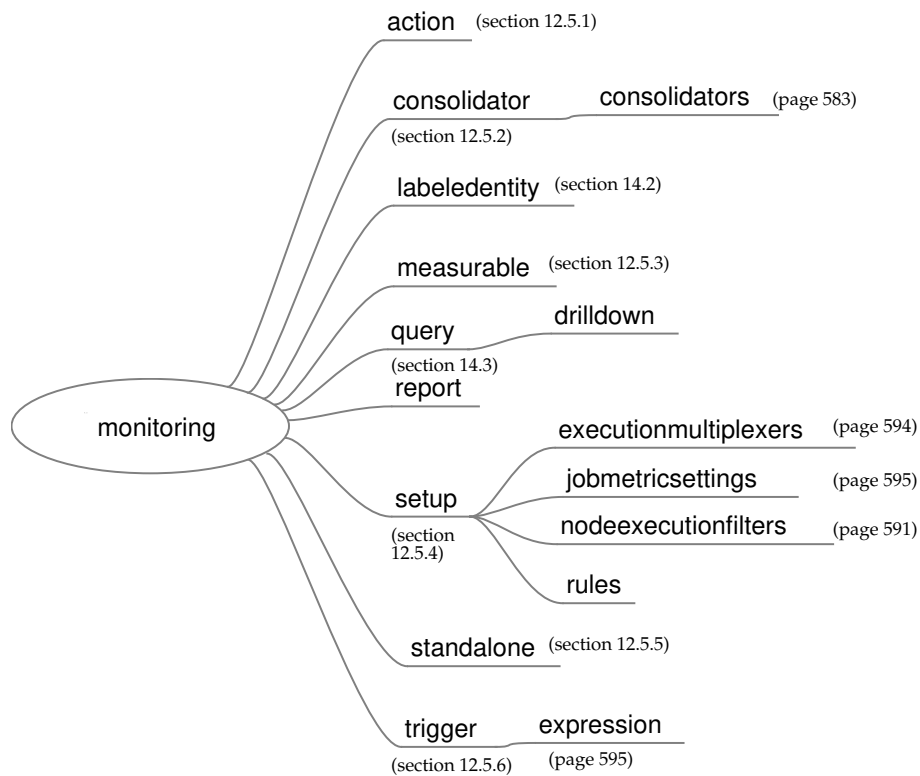 action (section 12.5.1)
consolidator consolidators (page 583)
(section 12.5.2)
labeledentity (section 14.2)
measurable (section 12.5.3)
query drilldown
(section 14.3)
report
monitoring
executionmultiplexers (page 594)
jobmetricsettings (page 595)
setup
nodeexecutionfilters (page 591)
(section
12.5.4)
rules
standalone (section 12.5.5)
trigger expression
(section 12.5.6) (page 595)